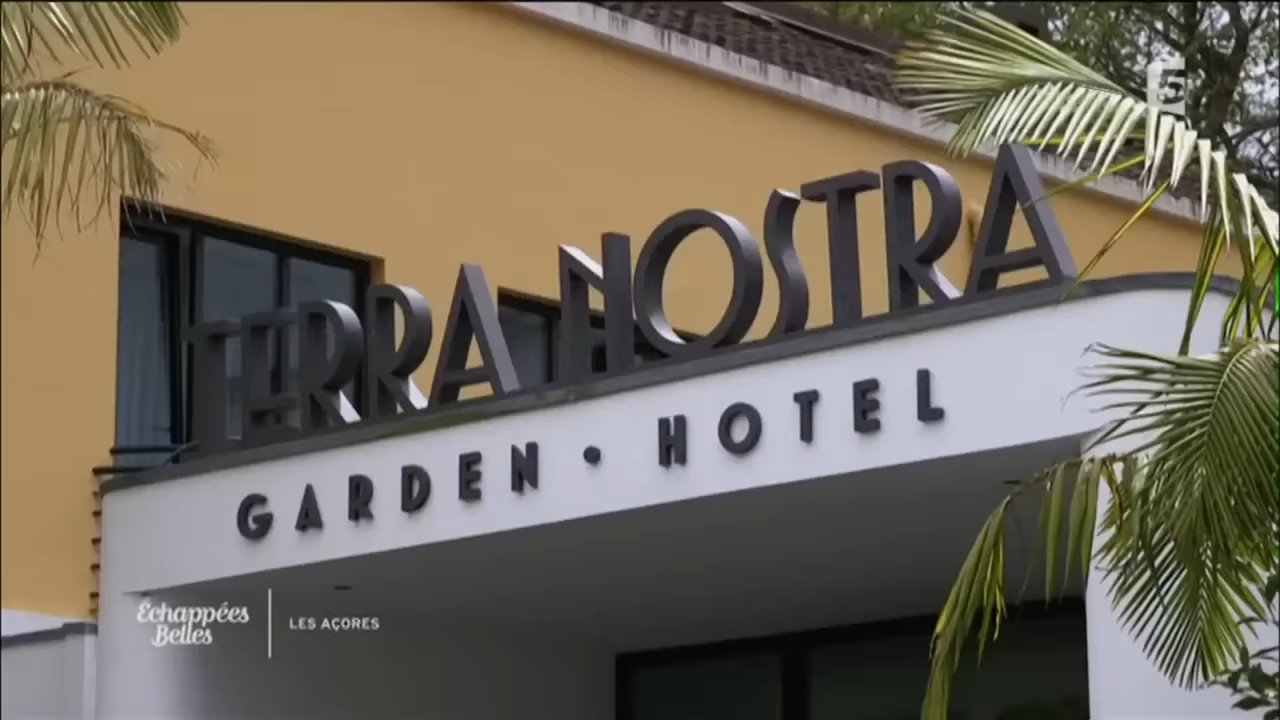 5
TERRA NOSTRA
GARDEN • HOTEL
Échappées
Belles
LES AÇORES